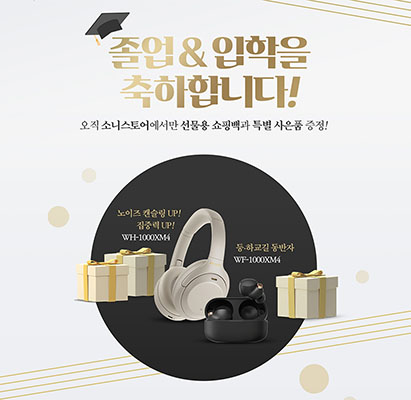 졸업 & 입학을
축하합니다!
오직 소니스토어에서만 선물용 쇼핑백과 특별 사은품 증정!
노이즈 캔슬링 UP!
집중력 UP!
WH-1000XM4
등·하교길 동반자
WF-1000XM4